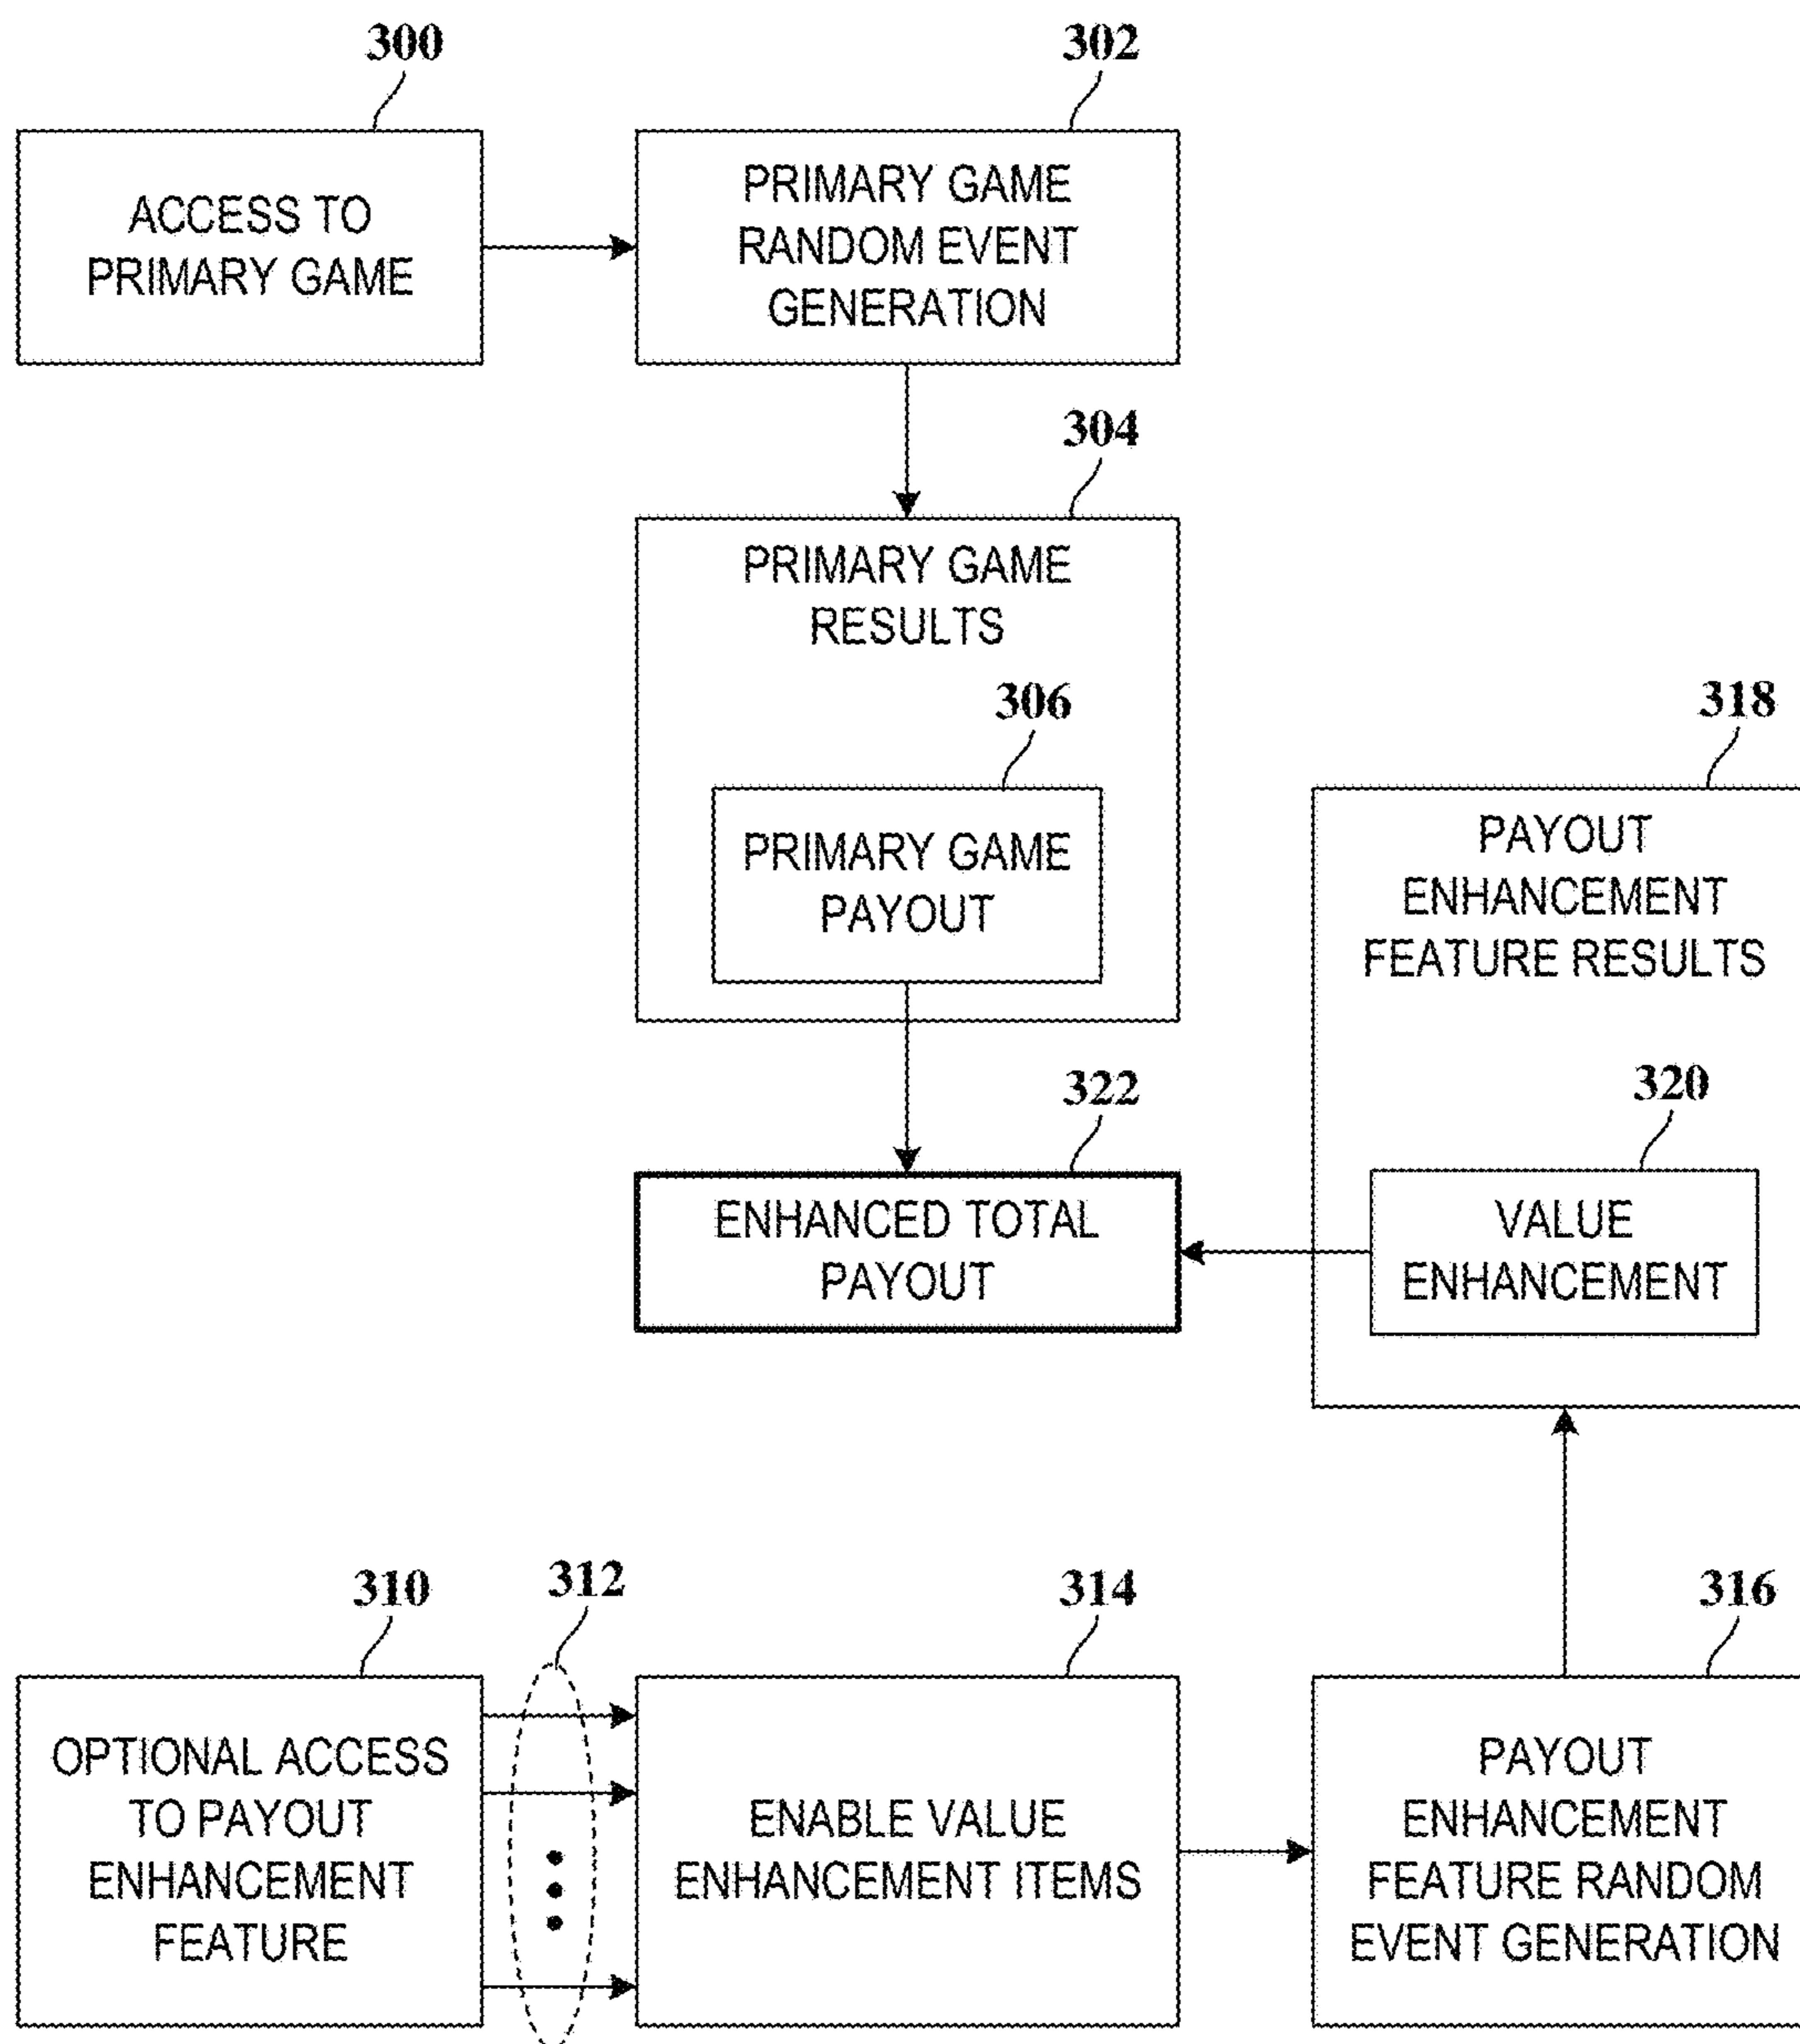 300
302
ACCESS TO
PRIMARY GAME
PRIMARY GAME
RANDOM EVENT
GENERATION
304
PRIMARY GAME
RESULTS
306
PRIMARY GAME
PAYOUT
318
PAYOUT
ENHANCEMENT
FEATURE RESULTS
320
VALUE
ENHANCEMENT
322
ENHANCED TOTAL
PAYOUT
310
312
314
316
OPTIONAL ACCESS
TO PAYOUT
ENHANCEMENT
FEATURE
ENABLE VALUE
ENHANCEMENT ITEMS
PAYOUT
ENHANCEMENT
FEATURE RANDOM
EVENT GENERATION